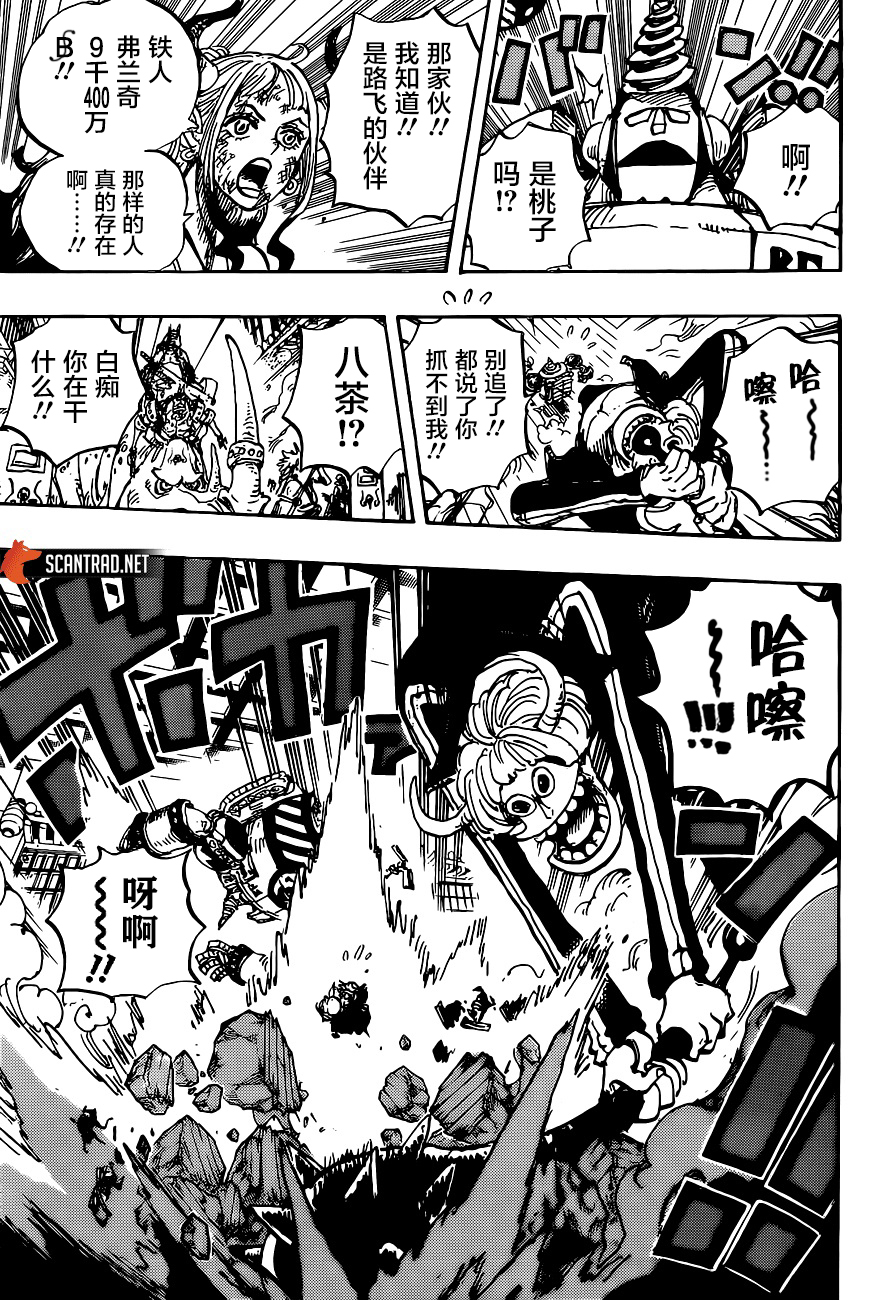 啊!!
是桃子
吗!?
那家伙!!
我知道!!
是路飞的伙伴
铁人
弗兰奇
9千400万
B!!
那样的人
真的存在
啊……!!
哈
嚓
～～……
别追了!!
都说了你
抓不到我!!
八茶!?
白痴
你在干
什么!!
SCANTRAD.NET
哈嚓
～～!!!
呀啊
～～!!